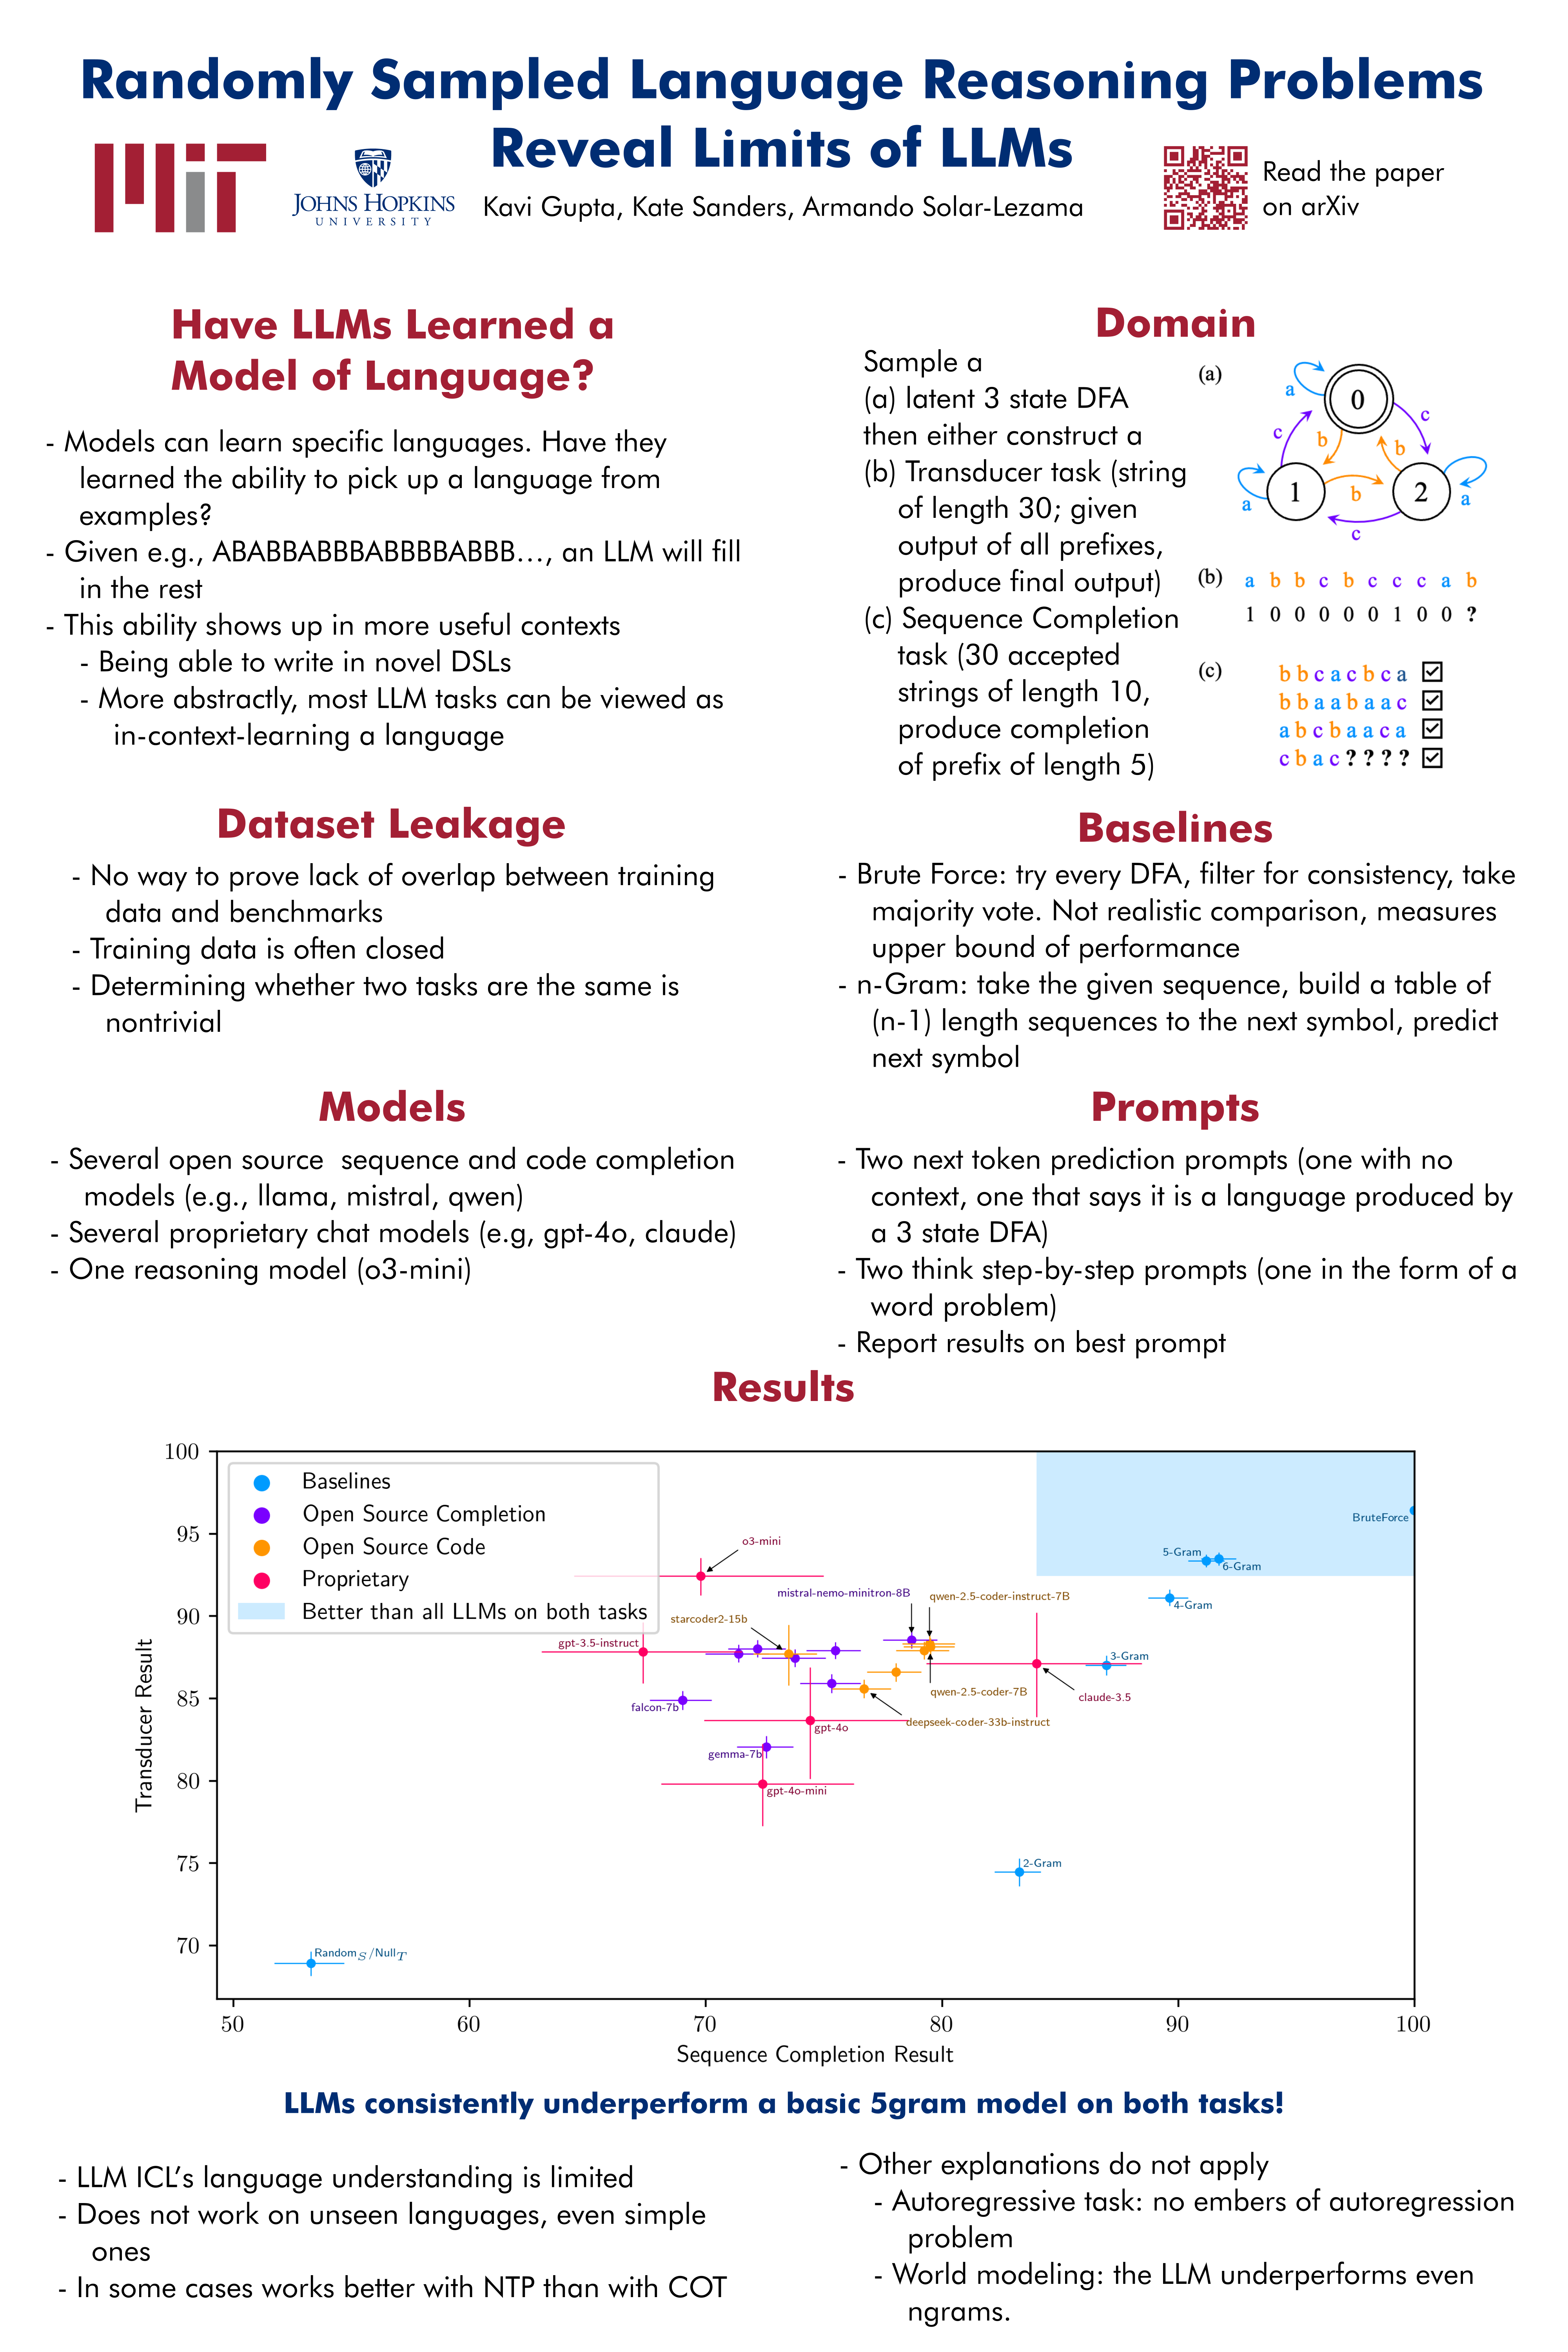 Randomly Sampled Language Reasoning Problems
Reveal Limits of LLMs
MiT
JOHNS HOPKINS
UNIVERSITY
Kavi Gupta, Kate Sanders, Armando Solar-Lezama
Read the paper
on arXiv
Have LLMs Learned a
Model of Language?
- Models can learn specific languages. Have they
learned the ability to pick up a language from
examples?
- Given e.g., ABABBABBBABBBBABBB..., an LLM will fill
in the rest
- This ability shows up in more useful contexts
- Being able to write in novel DSLs
- More abstractly, most LLM tasks can be viewed as
in-context-learning a language
Domain
Sample a
(a) latent 3 state DFA
then either construct a
(b) Transducer task (string
of length 30; given
output of all prefixes,
produce final output)
(c) Sequence Completion
task (30 accepted
strings of length 10,
produce completion
of prefix of length 5)
(a)
0
1
2
a
a
a
b
b
b
c
c
c
(b) a b b c b c c c a b
1 0 0 0 0 0 1 0 0 ?
(c) b b c a c b c a
b b a a b a a c
a b c b a a c a
c b a c ? ? ? ?
Dataset Leakage
- No way to prove lack of overlap between training
data and benchmarks
- Training data is often closed
- Determining whether two tasks are the same is
nontrivial
Baselines
- Brute Force: try every DFA, filter for consistency, take
majority vote. Not realistic comparison, measures
upper bound of performance
- n-Gram: take the given sequence, build a table of
(n-1) length sequences to the next symbol, predict
next symbol
Models
- Several open source  sequence and code completion
models (e.g., llama, mistral, qwen)
- Several proprietary chat models (e.g, gpt-4o, claude)
- One reasoning model (o3-mini)
Prompts
- Two next token prediction prompts (one with no
context, one that says it is a language produced by
a 3 state DFA)
- Two think step-by-step prompts (one in the form of a
word problem)
- Report results on best prompt
Results
Transducer Result
100
95
90
85
80
75
70
Baselines
Open Source Completion
Open Source Code
Proprietary
Better than all LLMs on both tasks
BruteForce
5-Gram
6-Gram
4-Gram
3-Gram
2-Gram
o3-mini
mistral-nemo-minitron-8B
qwen-2.5-coder-instruct-7B
starcoder2-15b
gpt-3.5-instruct
qwen-2.5-coder-7B
claude-3.5
falcon-7b
deepseek-coder-33b-instruct
gpt-4o
gemma-7b
gpt-4o-mini
RandomS/NullT
50 60 70 80 90 100
Sequence Completion Result
LLMs consistently underperform a basic 5gram model on both tasks!
- LLM ICL's language understanding is limited
- Does not work on unseen languages, even simple
ones
- In some cases works better with NTP than with COT
- Other explanations do not apply
- Autoregressive task: no embers of autoregression
problem
- World modeling: the LLM underperforms even
ngrams.